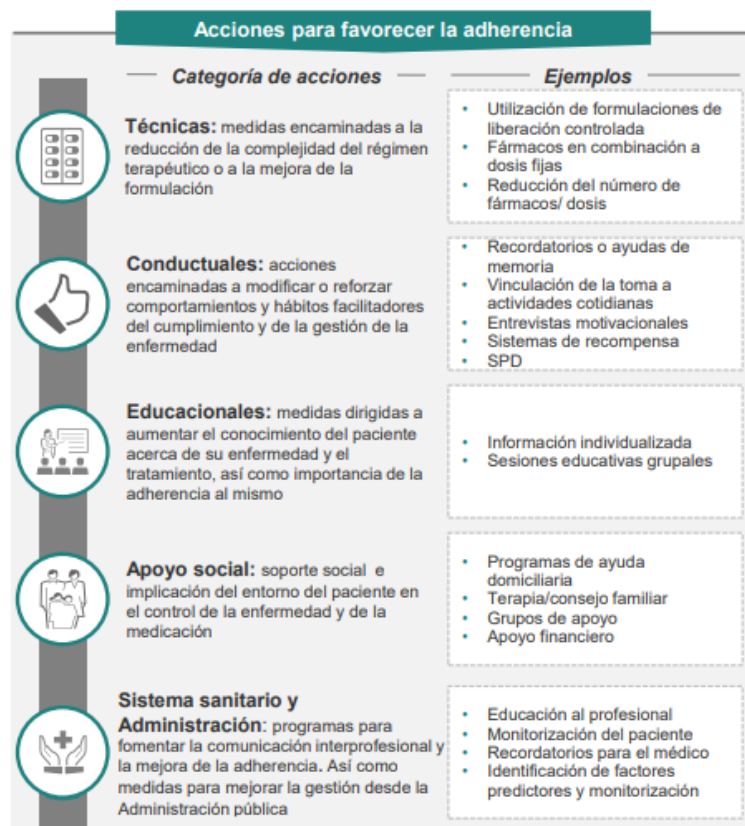 Acciones para favorecer la adherencia
Categoría de acciones
Ejemplos
Técnicas: medidas encaminadas a la
reducción de la complejidad del régimen
terapéutico o a la mejora de la
formulación
• Utilización de formulaciones de
liberación controlada
• Fármacos en combinación a
dosis fijas
• Reducción del número de
fármacos/ dosis
Conductuales: acciones
encaminadas a modificar o reforzar
comportamientos y hábitos facilitadores
del cumplimiento y de la gestión de la
enfermedad
• Recordatorios o ayudas de
memoria
• Vinculación de la toma a
actividades cotidianas
• Entrevistas motivacionales
• Sistemas de recompensa
• SPD
Educacionales: medidas dirigidas a
aumentar el conocimiento del paciente
acerca de su enfermedad y el
tratamiento, así como importancia de la
adherencia al mismo
• Información individualizada
• Sesiones educativas grupales
Apoyo social: soporte social e
implicación del entorno del paciente en
el control de la enfermedad y de la
medicación
• Programas de ayuda
domiciliaria
• Terapia/consejo familiar
• Grupos de apoyo
• Apoyo financiero
Sistema sanitario y
Administración: programas para
fomentar la comunicación interprofesional y
la mejora de la adherencia. Así como
medidas para mejorar la gestión desde la
Administración pública
• Educación al profesional
• Monitorización del paciente
• Recordatorios para el médico
• Identificación de factores
predictores y monitorización